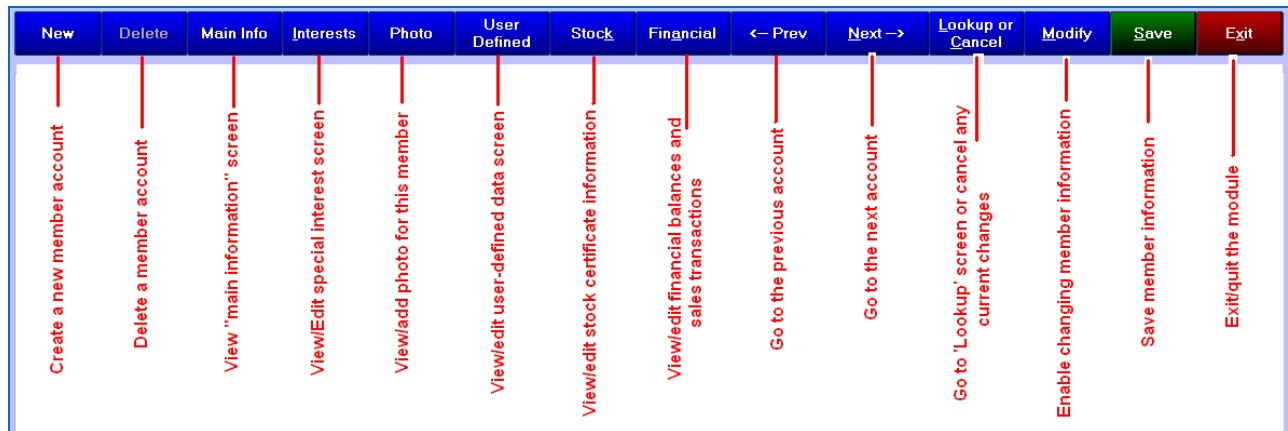 New
Delete
Main Info
Interests
Photo
User
Defined
Stock
Financial
<-- Prev
Next -->
Lookup or
Cancel
Modify
Save
Exit
Create a new member account
Delete a member account
View "main information" screen
View/Edit special interest screen
View/add photo for this member
View/edit user-defined data screen
View/edit stock certificate information
View/edit financial balances and
sales transactions
Go to the previous account
Go to the next account
Go to 'Lookup' screen or cancel any
current changes
Enable changing member information
Save member information
Exit/quit the module